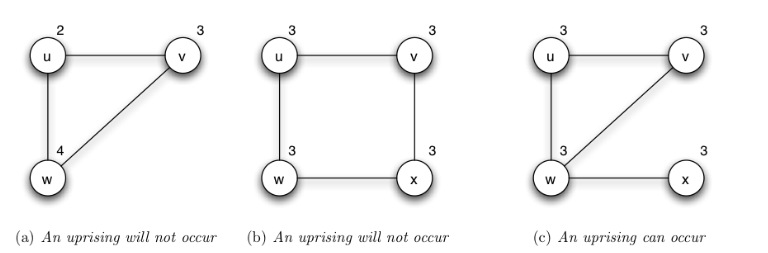 2 3 3 3 3 3
u v u v u v
4 3 3 3 3
w w x w x
(a) An uprising will not occur (b) An uprising will not occur (c) An uprising can occur